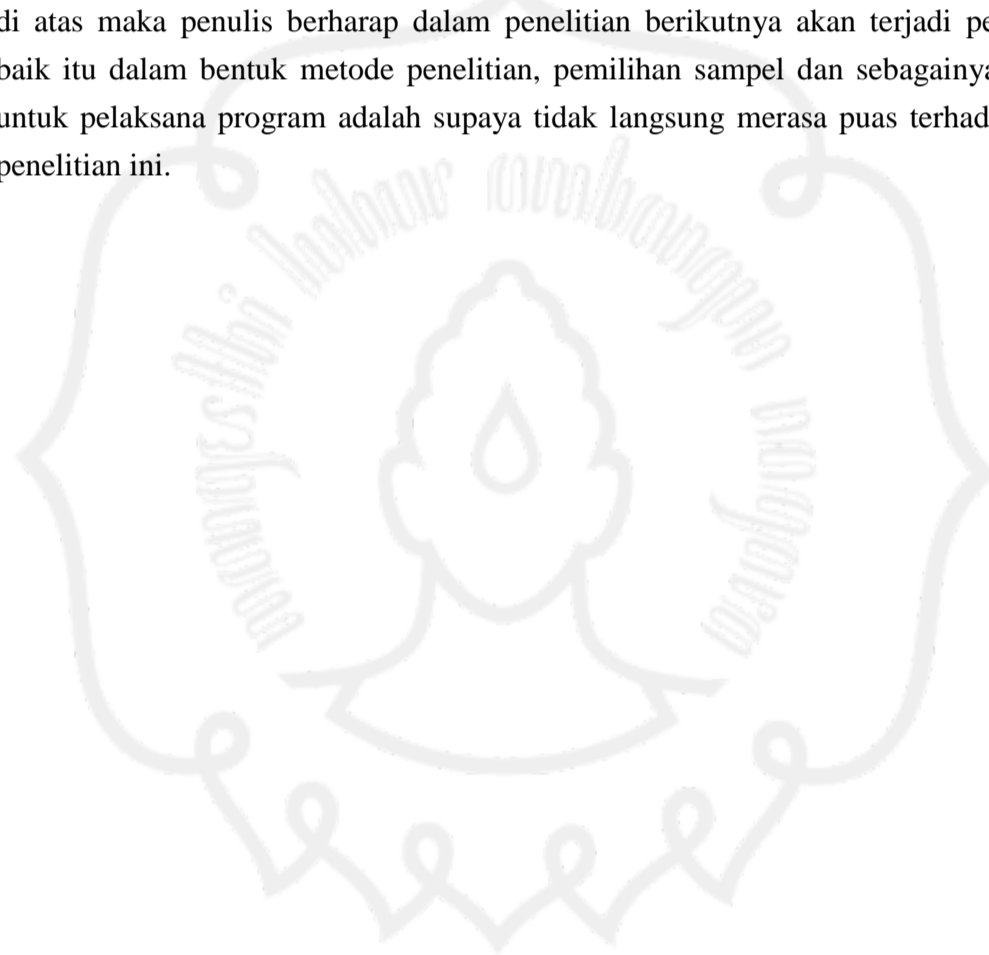 di atas maka penulis berharap dalam penelitian berikutnya akan terjadi pe
baik itu dalam bentuk metode penelitian, pemilihan sampel dan sebagainya
untuk pelaksana program adalah supaya tidak langsung merasa puas terhad
penelitian ini.